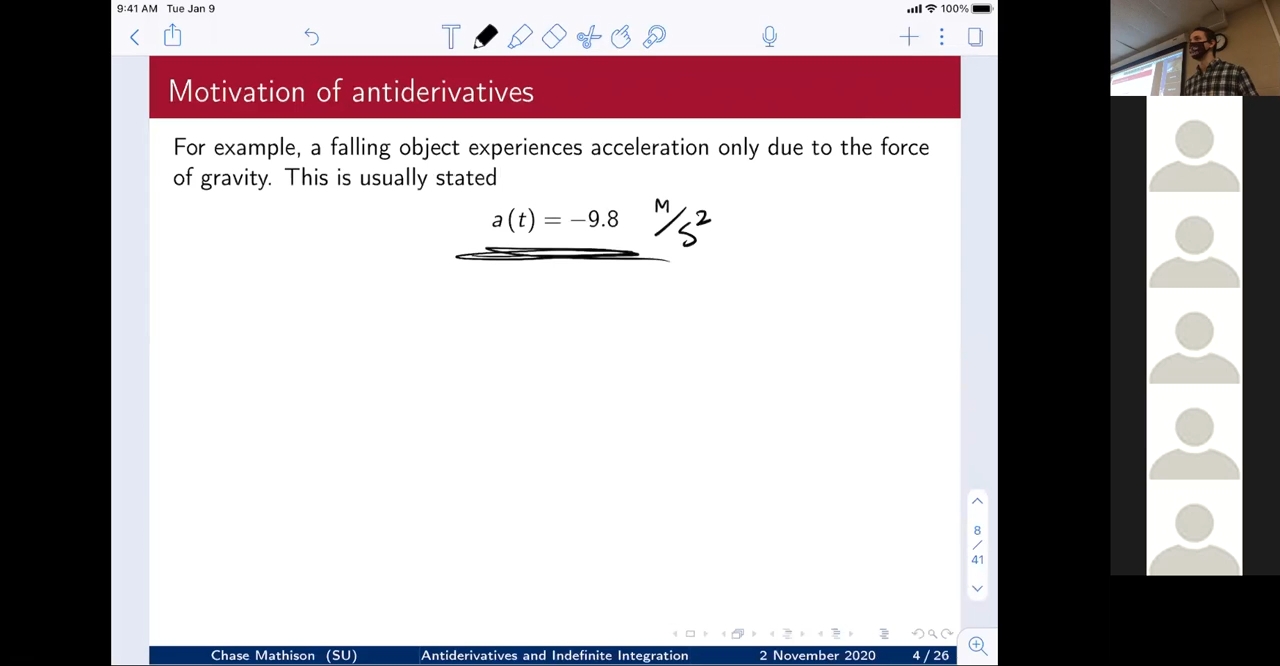 9:41 AM Tue Jan 9
100%
T
Motivation of antiderivatives
For example, a falling object experiences acceleration only due to the force
of gravity. This is usually stated
a(t) = −9.8 M/S²
8
/
41
Chase Mathison (SU) Antiderivatives and Indefinite Integration 2 November 2020 4 / 26